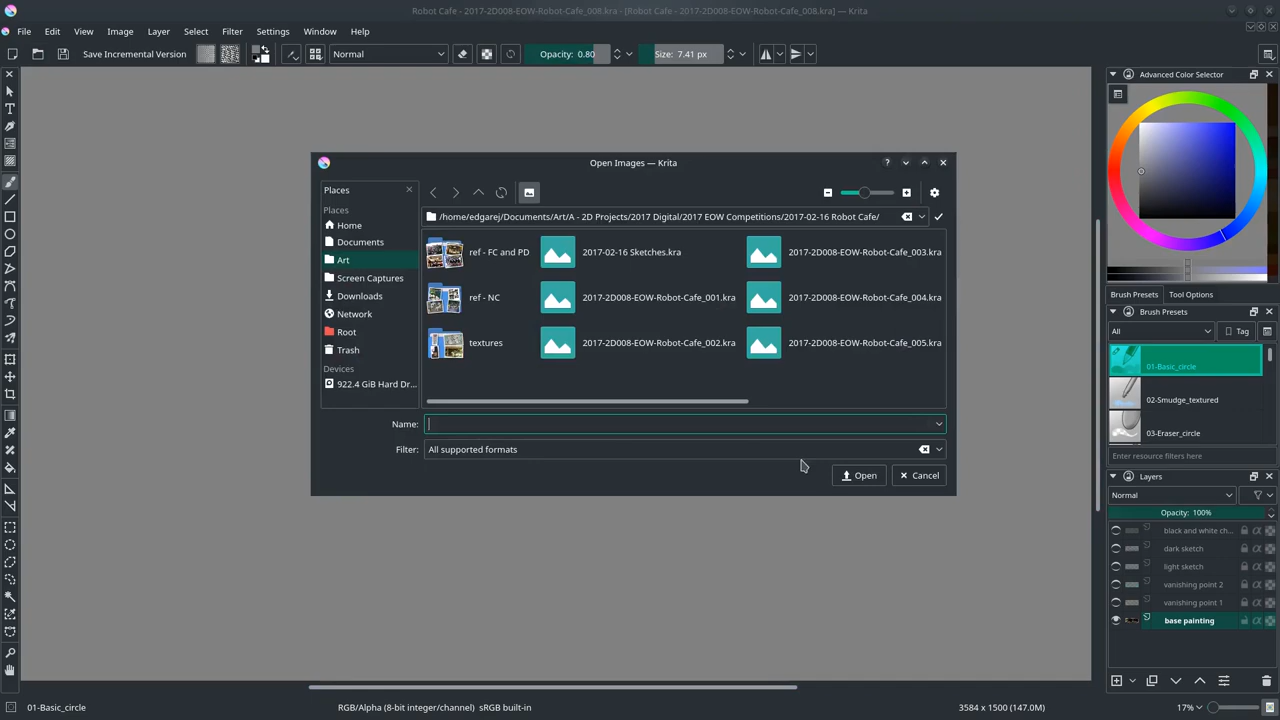 Robot Cafe - 2017-2D008-EOW-Robot-Cafe_008.kra - [Robot Cafe - 2017-2D008-EOW-Robot-Cafe_008.kra] — Krita
File Edit View Image Layer Select Filter Settings Window Help
Save Incremental Version Normal Opacity: 0.80 Size: 7.41 px
Advanced Color Selector
Open Images — Krita
Places
Places
Home
Documents
Art
Screen Captures
Downloads
Network
Root
Trash
Devices
922.4 GiB Hard Dr...
/home/edgarej/Documents/Art/A - 2D Projects/2017 Digital/2017 EOW Competitions/2017-02-16 Robot Cafe/
ref - FC and PD 2017-02-16 Sketches.kra 2017-2D008-EOW-Robot-Cafe_003.kra
ref - NC 2017-2D008-EOW-Robot-Cafe_001.kra 2017-2D008-EOW-Robot-Cafe_004.kra
textures 2017-2D008-EOW-Robot-Cafe_002.kra 2017-2D008-EOW-Robot-Cafe_005.kra
Name:
Filter: All supported formats
Open Cancel
Brush Presets Tool Options
Brush Presets
All Tag
01-Basic_circle
02-Smudge_textured
03-Eraser_circle
Enter resource filters here
Layers
Normal
Opacity: 100%
black and white ch...
dark sketch
light sketch
vanishing point 2
vanishing point 1
base painting
01-Basic_circle RGB/Alpha (8-bit integer/channel) sRGB built-in 3584 x 1500 (147.0M) 17%